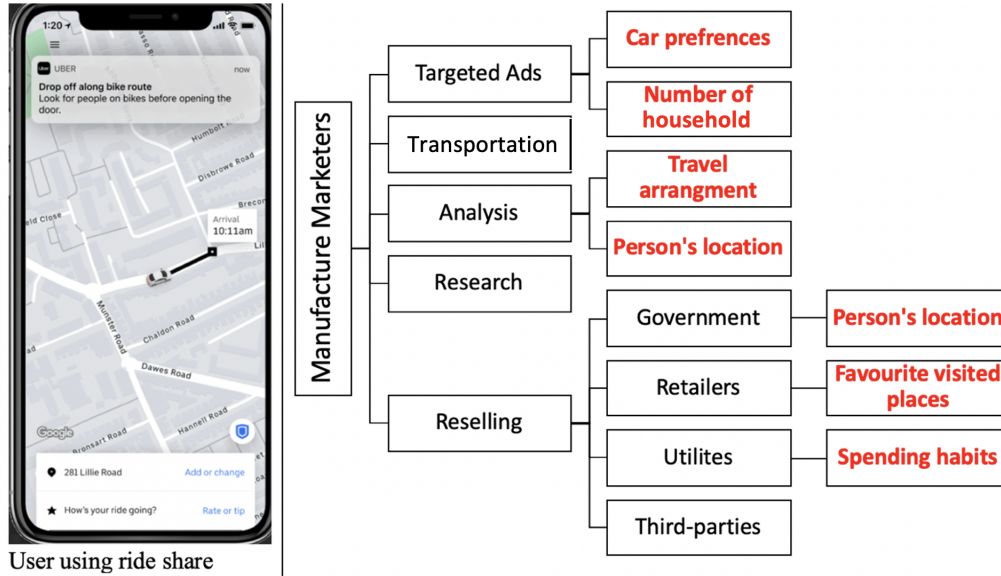 1:20
UBER
now
Drop off along bike route
Look for people on bikes before opening the
door.
Humbolt
Disbrowe Road
Brecon
eld Close
Arrival
10:11am
Munster Road
Chaldon Road
Dawes Road
Hannell Road
Bronsart Road
Google
281 Lillie Road
Add or change
How's your ride going?
Rate or tip
User using ride share
Manufacture Marketers
Targeted Ads
Car prefrences
Number of
household
Transportation
Analysis
Travel
arrangment
Person's location
Research
Reselling
Government
Person's location
Retailers
Favourite visited
places
Utilites
Spending habits
Third-parties